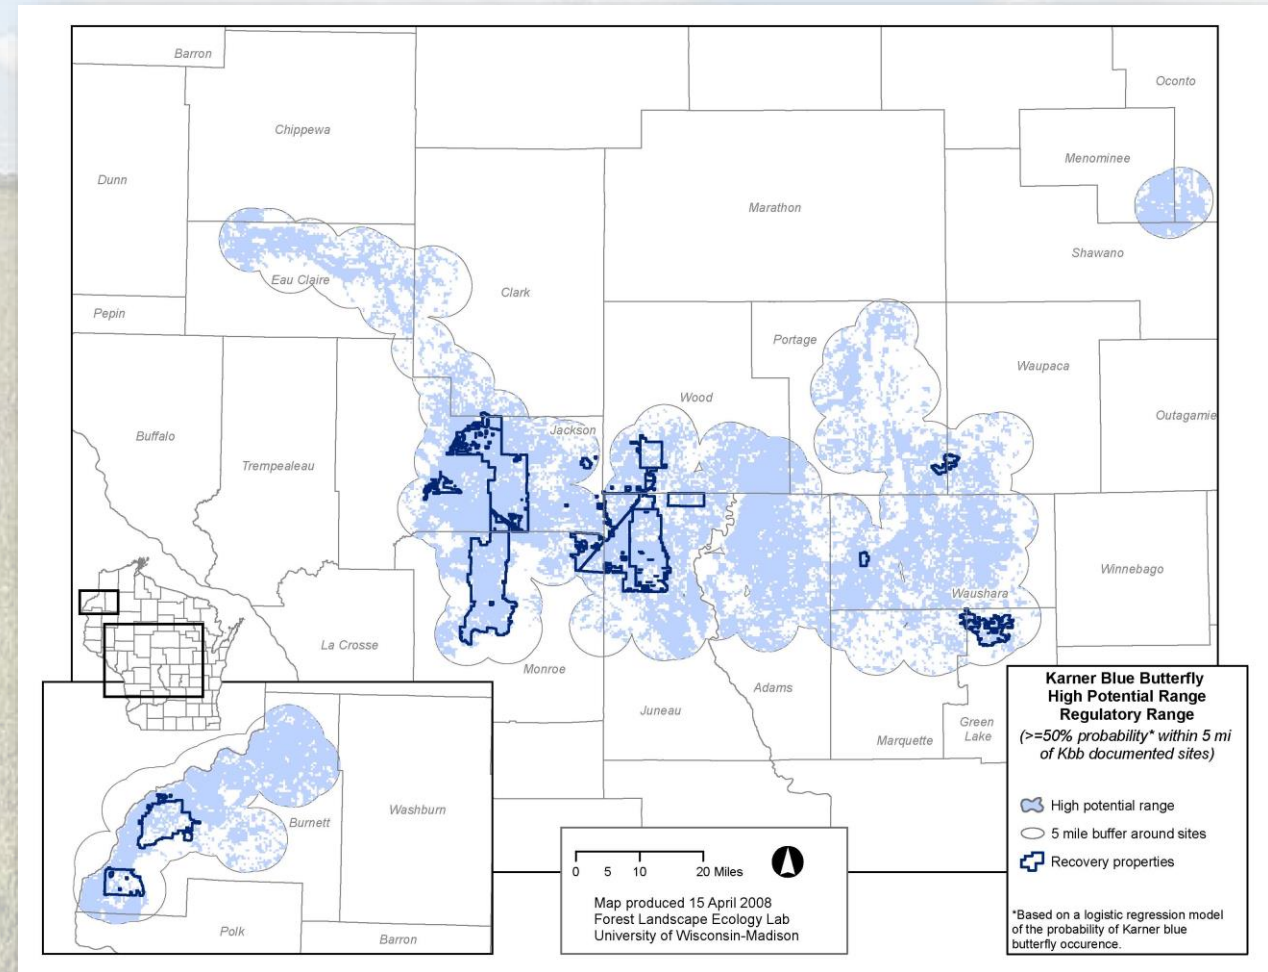 Barron
Oconto
Chippewa
Menominee
Dunn
Marathon
Shawano
Eau Claire
Clark
Pepin
Portage
Waupaca
Wood
Outagamie
Jackson
Buffalo
Trempealeau
Winnebago
Waushara
La Crosse
Monroe
Adams
Juneau
Green
Lake
Marquette
Washburn
Burnett
Polk
Barron
0 5 10 20 Miles
Map produced 15 April 2008
Forest Landscape Ecology Lab
University of Wisconsin-Madison
Karner Blue Butterfly
High Potential Range
Regulatory Range
(>=50% probability* within 5 mi
of Kbb documented sites)
High potential range
5 mile buffer around sites
Recovery properties
*Based on a logistic regression model
of the probability of Karner blue
butterfly occurence.